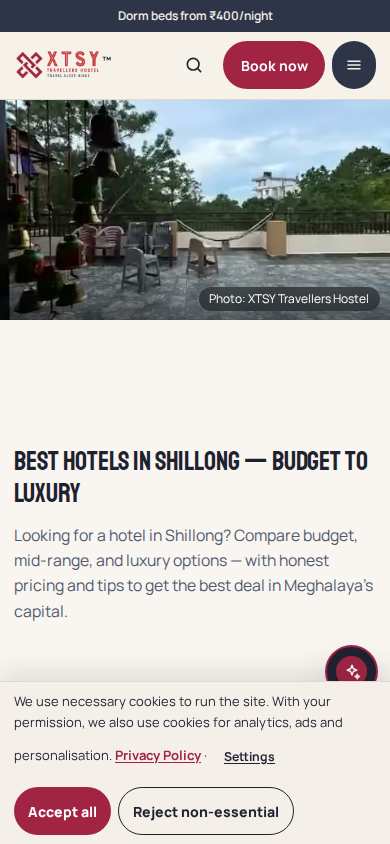 Dorm beds from ₹400/night
XTSY™
TRAVELLERS HOSTEL
TRAVEL.SLEEP.BINGE.
Book now
Photo: XTSY Travellers Hostel
BEST HOTELS IN SHILLONG — BUDGET TO
LUXURY
Looking for a hotel in Shillong? Compare budget,
mid-range, and luxury options — with honest
pricing and tips to get the best deal in Meghalaya's
capital.
We use necessary cookies to run the site. With your
permission, we also use cookies for analytics, ads and
personalisation. Privacy Policy · Settings
Accept all
Reject non-essential